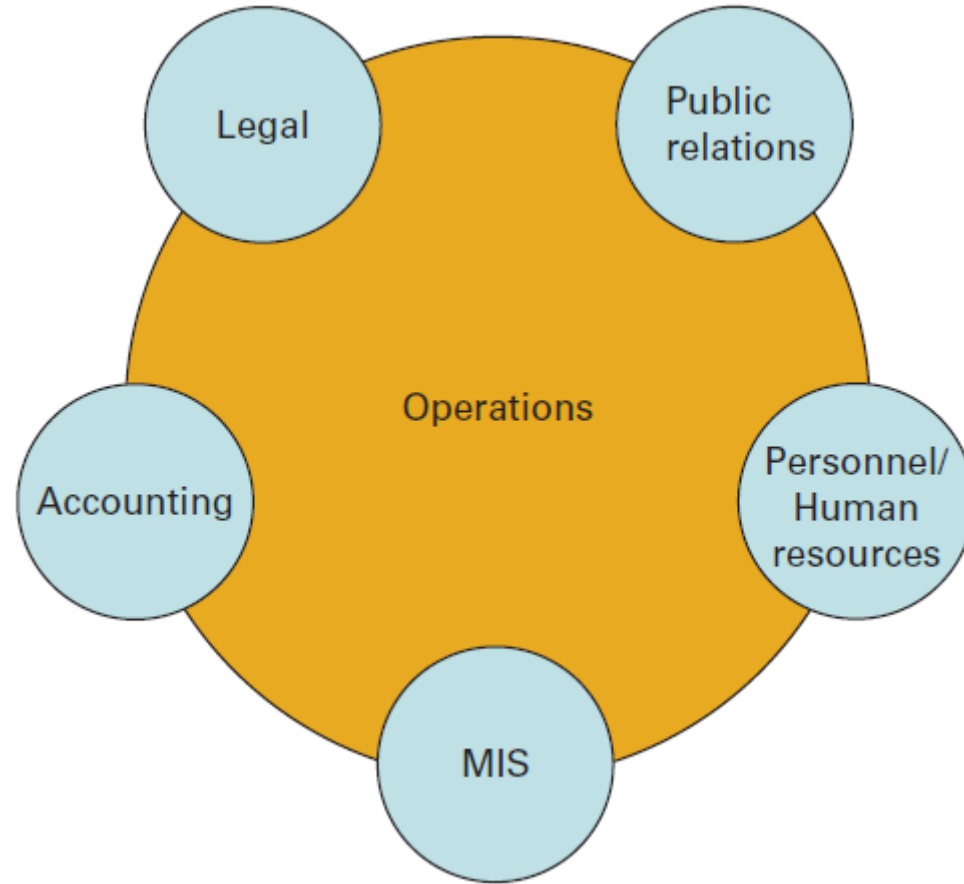 Legal
Public
relations
Operations
Accounting
Personnel/
Human
resources
MIS